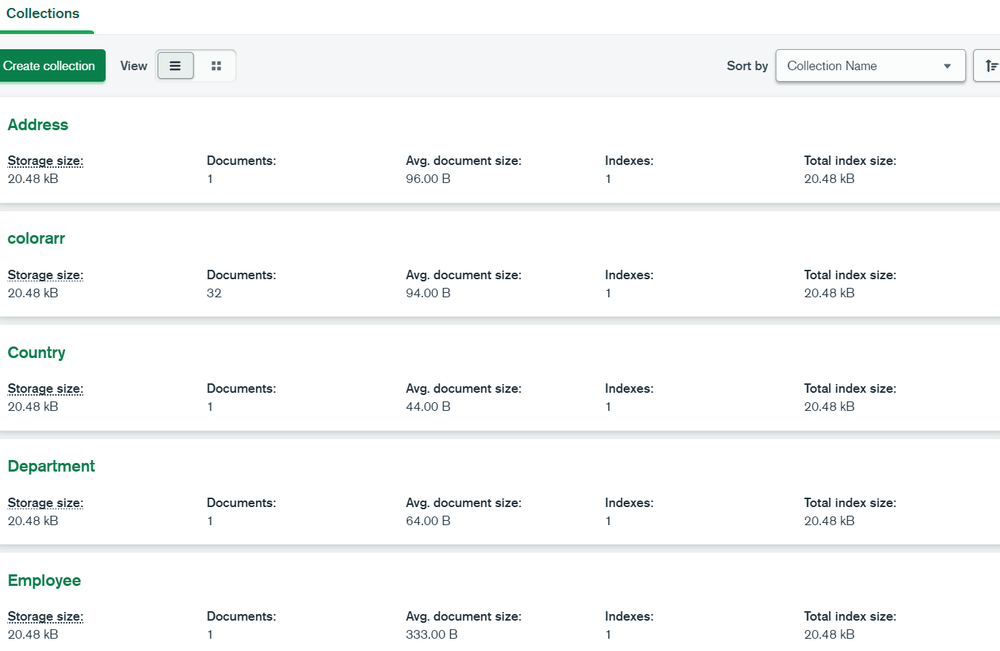 Collections
Create collection View Sort by Collection Name
Address
Storage size: Documents: Avg. document size: Indexes: Total index size:
20.48 kB 1 96.00 B 1 20.48 kB
colorarr
Storage size: Documents: Avg. document size: Indexes: Total index size:
20.48 kB 32 94.00 B 1 20.48 kB
Country
Storage size: Documents: Avg. document size: Indexes: Total index size:
20.48 kB 1 44.00 B 1 20.48 kB
Department
Storage size: Documents: Avg. document size: Indexes: Total index size:
20.48 kB 1 64.00 B 1 20.48 kB
Employee
Storage size: Documents: Avg. document size: Indexes: Total index size:
20.48 kB 1 333.00 B 1 20.48 kB